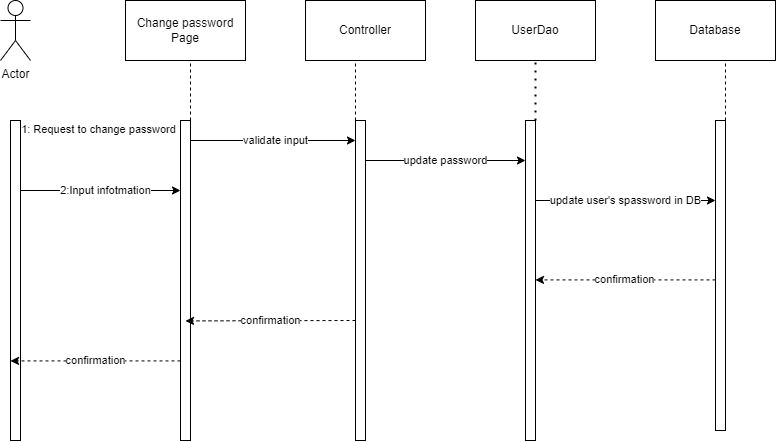 Change password
Page
Controller
UserDao
Database
Actor
1: Request to change password
validate input
update password
2:Input infotmation
update user's spassword in DB
confirmation
confirmation
confirmation